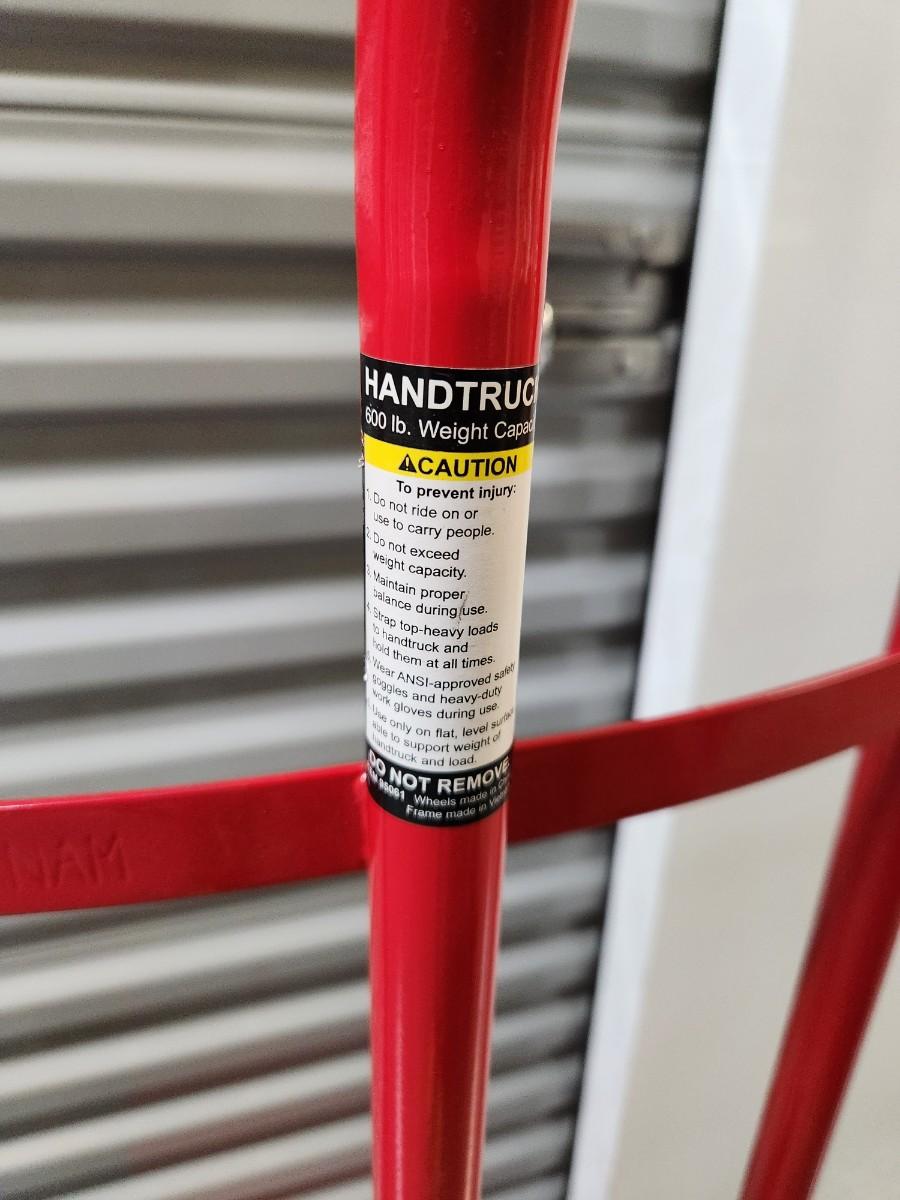 HANDTRUC
600 lb. Weight Capac
CAUTION
To prevent injury:
1. Do not ride on or
use to carry people.
2. Do not exceed
weight capacity.
3. Maintain proper
balance during use.
4. Strap top-heavy loads
to handtruck and
hold them at all times.
5. Wear ANSI-approved safety
goggles and heavy-duty
work gloves during use.
Use only on flat, level surface
able to support weight of
handtruck and load.
DO NOT REMOVE
Wheels made in
Frame made in
NAM